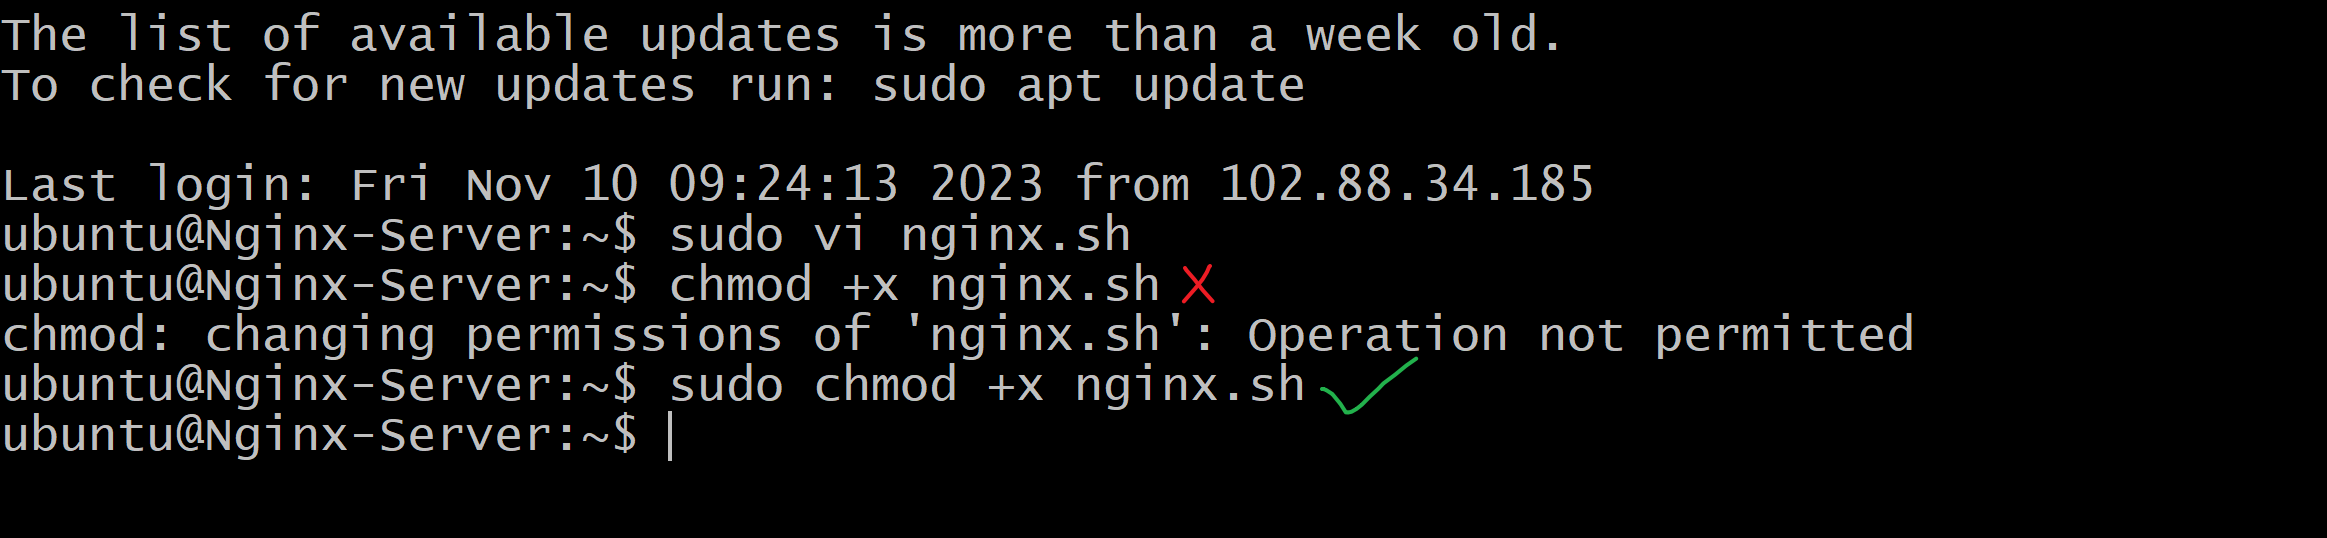 The list of available updates is more than a week old.
To check for new updates run: sudo apt update
Last login: Fri Nov 10 09:24:13 2023 from 102.88.34.185
ubuntu@Nginx-Server:~$ sudo vi nginx.sh
ubuntu@Nginx-Server:~$ chmod +x nginx.sh
chmod: changing permissions of 'nginx.sh': Operation not permitted
ubuntu@Nginx-Server:~$ sudo chmod +x nginx.sh
ubuntu@Nginx-Server:~$